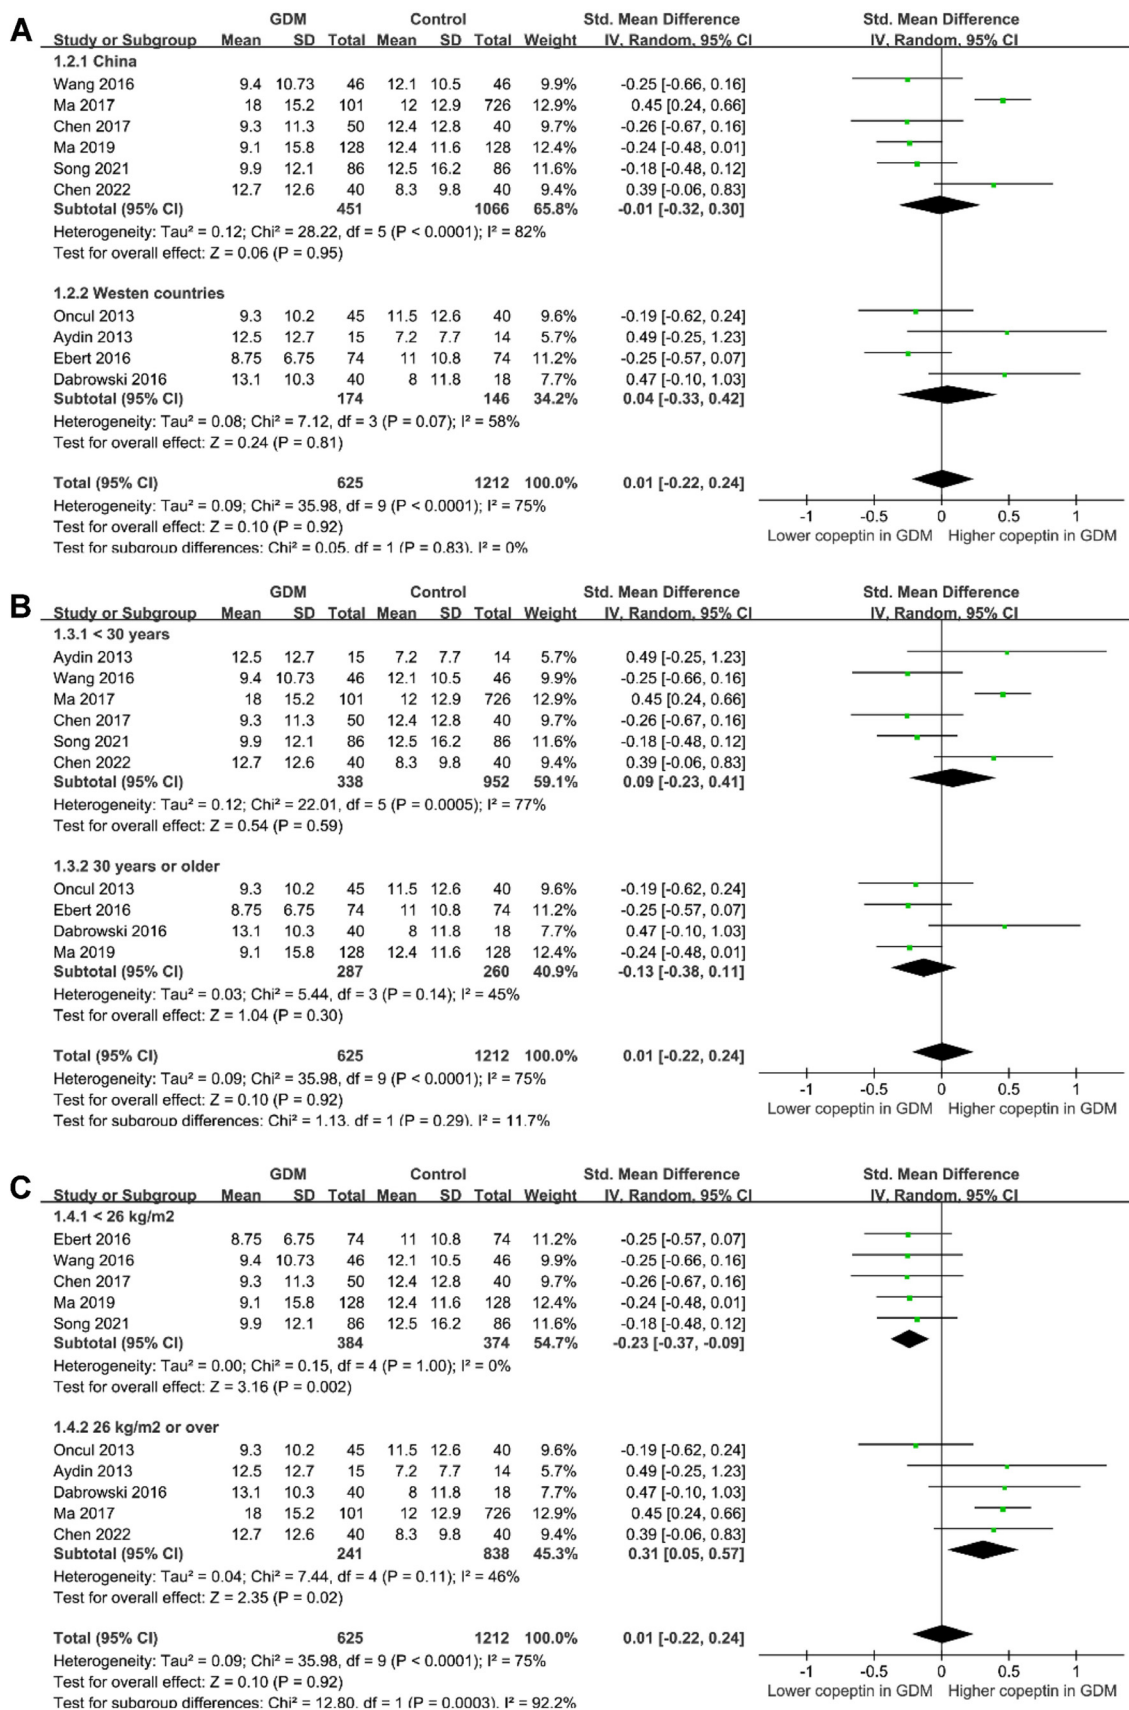 A
GDM Control Std. Mean Difference Std. Mean Difference
Study or Subgroup Mean SD Total Mean SD Total Weight IV, Random, 95% CI IV, Random, 95% CI
1.2.1 China
Wang 2016 9.4 10.73 46 12.1 10.5 46 9.9% -0.25 [-0.66, 0.16]
Ma 2017 18 15.2 101 12 12.9 726 12.9% 0.45 [0.24, 0.66]
Chen 2017 9.3 11.3 50 12.4 12.8 40 9.7% -0.26 [-0.67, 0.16]
Ma 2019 9.1 15.8 128 12.4 11.6 128 12.4% -0.24 [-0.48, 0.01]
Song 2021 9.9 12.1 86 12.5 16.2 86 11.6% -0.18 [-0.48, 0.12]
Chen 2022 12.7 12.6 40 8.3 9.8 40 9.4% 0.39 [-0.06, 0.83]
Subtotal (95% CI) 451 1066 65.8% -0.01 [-0.32, 0.30]
Heterogeneity: Tau² = 0.12; Chi² = 28.22, df = 5 (P < 0.0001); I² = 82%
Test for overall effect: Z = 0.06 (P = 0.95)
1.2.2 Westen countries
Oncul 2013 9.3 10.2 45 11.5 12.6 40 9.6% -0.19 [-0.62, 0.24]
Aydin 2013 12.5 12.7 15 7.2 7.7 14 5.7% 0.49 [-0.25, 1.23]
Ebert 2016 8.75 6.75 74 11 10.8 74 11.2% -0.25 [-0.57, 0.07]
Dabrowski 2016 13.1 10.3 40 8 11.8 18 7.7% 0.47 [-0.10, 1.03]
Subtotal (95% CI) 174 146 34.2% 0.04 [-0.33, 0.42]
Heterogeneity: Tau² = 0.08; Chi² = 7.12, df = 3 (P = 0.07); I² = 58%
Test for overall effect: Z = 0.24 (P = 0.81)
Total (95% CI) 625 1212 100.0% 0.01 [-0.22, 0.24]
Heterogeneity: Tau² = 0.09; Chi² = 35.98, df = 9 (P < 0.0001); I² = 75%
Test for overall effect: Z = 0.10 (P = 0.92)
Test for subgroup differences: Chi² = 0.05, df = 1 (P = 0.83), I² = 0%
-1 -0.5 0 0.5 1
Lower copeptin in GDM Higher copeptin in GDM
B
GDM Control Std. Mean Difference Std. Mean Difference
Study or Subgroup Mean SD Total Mean SD Total Weight IV, Random, 95% CI IV, Random, 95% CI
1.3.1 < 30 years
Aydin 2013 12.5 12.7 15 7.2 7.7 14 5.7% 0.49 [-0.25, 1.23]
Wang 2016 9.4 10.73 46 12.1 10.5 46 9.9% -0.25 [-0.66, 0.16]
Ma 2017 18 15.2 101 12 12.9 726 12.9% 0.45 [0.24, 0.66]
Chen 2017 9.3 11.3 50 12.4 12.8 40 9.7% -0.26 [-0.67, 0.16]
Song 2021 9.9 12.1 86 12.5 16.2 86 11.6% -0.18 [-0.48, 0.12]
Chen 2022 12.7 12.6 40 8.3 9.8 40 9.4% 0.39 [-0.06, 0.83]
Subtotal (95% CI) 338 952 59.1% 0.09 [-0.23, 0.41]
Heterogeneity: Tau² = 0.12; Chi² = 22.01, df = 5 (P = 0.0005); I² = 77%
Test for overall effect: Z = 0.54 (P = 0.59)
1.3.2 30 years or older
Oncul 2013 9.3 10.2 45 11.5 12.6 40 9.6% -0.19 [-0.62, 0.24]
Ebert 2016 8.75 6.75 74 11 10.8 74 11.2% -0.25 [-0.57, 0.07]
Dabrowski 2016 13.1 10.3 40 8 11.8 18 7.7% 0.47 [-0.10, 1.03]
Ma 2019 9.1 15.8 128 12.4 11.6 128 12.4% -0.24 [-0.48, 0.01]
Subtotal (95% CI) 287 260 40.9% -0.13 [-0.38, 0.11]
Heterogeneity: Tau² = 0.03; Chi² = 5.44, df = 3 (P = 0.14); I² = 45%
Test for overall effect: Z = 1.04 (P = 0.30)
Total (95% CI) 625 1212 100.0% 0.01 [-0.22, 0.24]
Heterogeneity: Tau² = 0.09; Chi² = 35.98, df = 9 (P < 0.0001); I² = 75%
Test for overall effect: Z = 0.10 (P = 0.92)
Test for subgroup differences: Chi² = 1.13, df = 1 (P = 0.29), I² = 11.7%
-1 -0.5 0 0.5 1
Lower copeptin in GDM Higher copeptin in GDM
C
GDM Control Std. Mean Difference Std. Mean Difference
Study or Subgroup Mean SD Total Mean SD Total Weight IV, Random, 95% CI IV, Random, 95% CI
1.4.1 < 26 kg/m2
Ebert 2016 8.75 6.75 74 11 10.8 74 11.2% -0.25 [-0.57, 0.07]
Wang 2016 9.4 10.73 46 12.1 10.5 46 9.9% -0.25 [-0.66, 0.16]
Chen 2017 9.3 11.3 50 12.4 12.8 40 9.7% -0.26 [-0.67, 0.16]
Ma 2019 9.1 15.8 128 12.4 11.6 128 12.4% -0.24 [-0.48, 0.01]
Song 2021 9.9 12.1 86 12.5 16.2 86 11.6% -0.18 [-0.48, 0.12]
Subtotal (95% CI) 384 374 54.7% -0.23 [-0.37, -0.09]
Heterogeneity: Tau² = 0.00; Chi² = 0.15, df = 4 (P = 1.00); I² = 0%
Test for overall effect: Z = 3.16 (P = 0.002)
1.4.2 26 kg/m2 or over
Oncul 2013 9.3 10.2 45 11.5 12.6 40 9.6% -0.19 [-0.62, 0.24]
Aydin 2013 12.5 12.7 15 7.2 7.7 14 5.7% 0.49 [-0.25, 1.23]
Dabrowski 2016 13.1 10.3 40 8 11.8 18 7.7% 0.47 [-0.10, 1.03]
Ma 2017 18 15.2 101 12 12.9 726 12.9% 0.45 [0.24, 0.66]
Chen 2022 12.7 12.6 40 8.3 9.8 40 9.4% 0.39 [-0.06, 0.83]
Subtotal (95% CI) 241 838 45.3% 0.31 [0.05, 0.57]
Heterogeneity: Tau² = 0.04; Chi² = 7.44, df = 4 (P = 0.11); I² = 46%
Test for overall effect: Z = 2.35 (P = 0.02)
Total (95% CI) 625 1212 100.0% 0.01 [-0.22, 0.24]
Heterogeneity: Tau² = 0.09; Chi² = 35.98, df = 9 (P < 0.0001); I² = 75%
Test for overall effect: Z = 0.10 (P = 0.92)
Test for subgroup differences: Chi² = 12.80, df = 1 (P = 0.0003), I² = 92.2%
-1 -0.5 0 0.5 1
Lower copeptin in GDM Higher copeptin in GDM